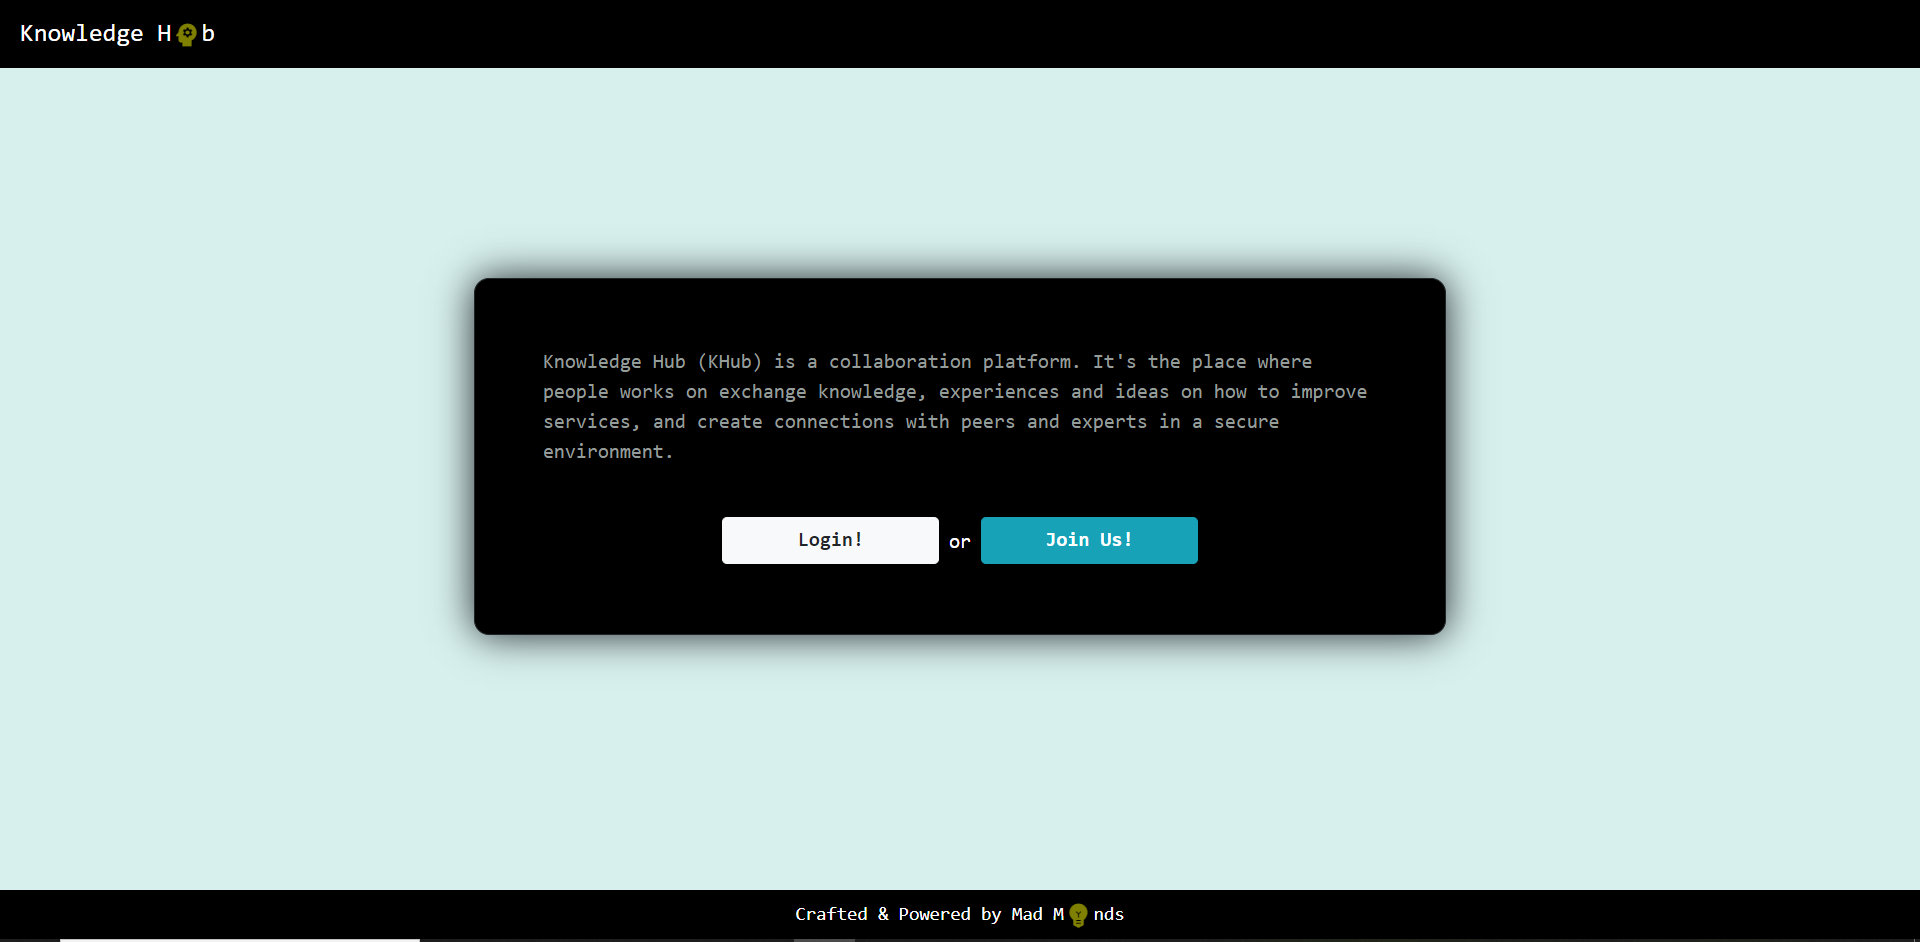 Knowledge Hb
Knowledge Hub (KHub) is a collaboration platform. It's the place where
people works on exchange knowledge, experiences and ideas on how to improve
services, and create connections with peers and experts in a secure
environment.
Login! or Join Us!
Crafted & Powered by Mad Mnds